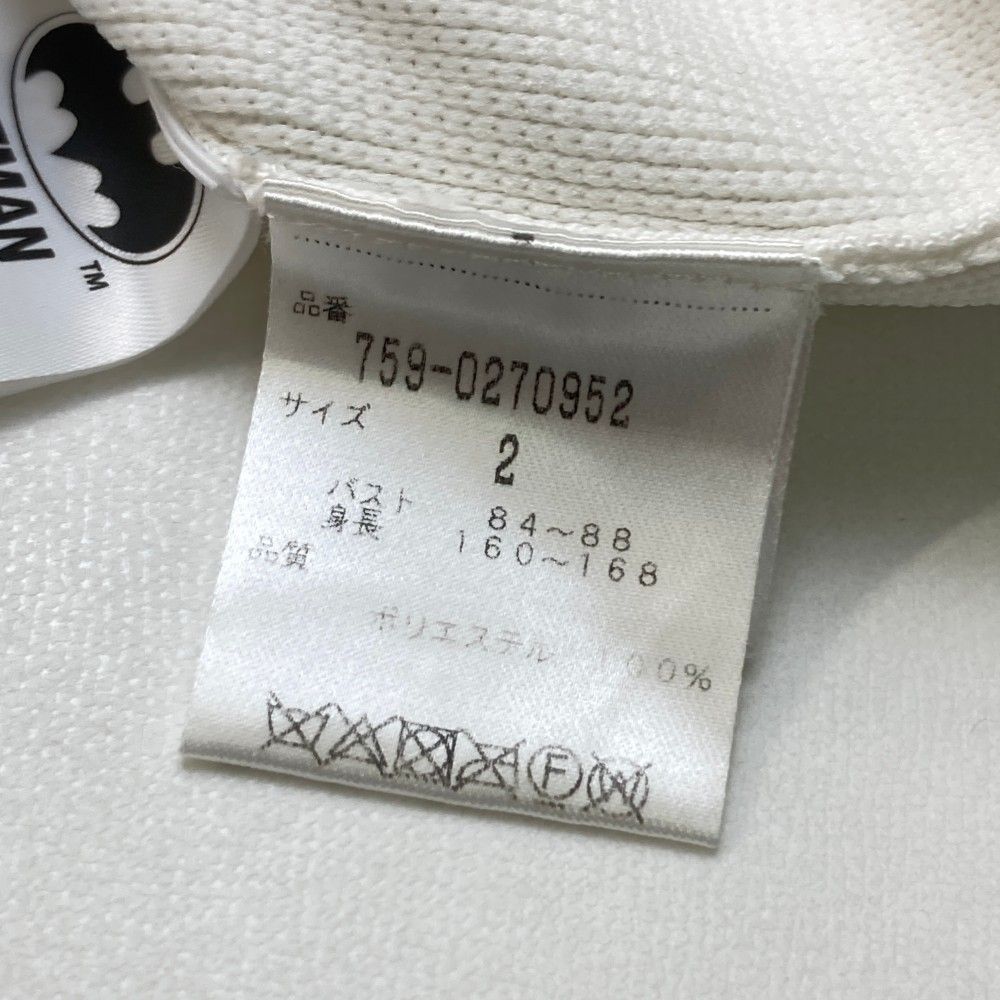 TMAN
TM
品番
759-0270952
サイズ
2
バスト 84~88
身長 160~168
品質
ポリエステル 100%
F
W